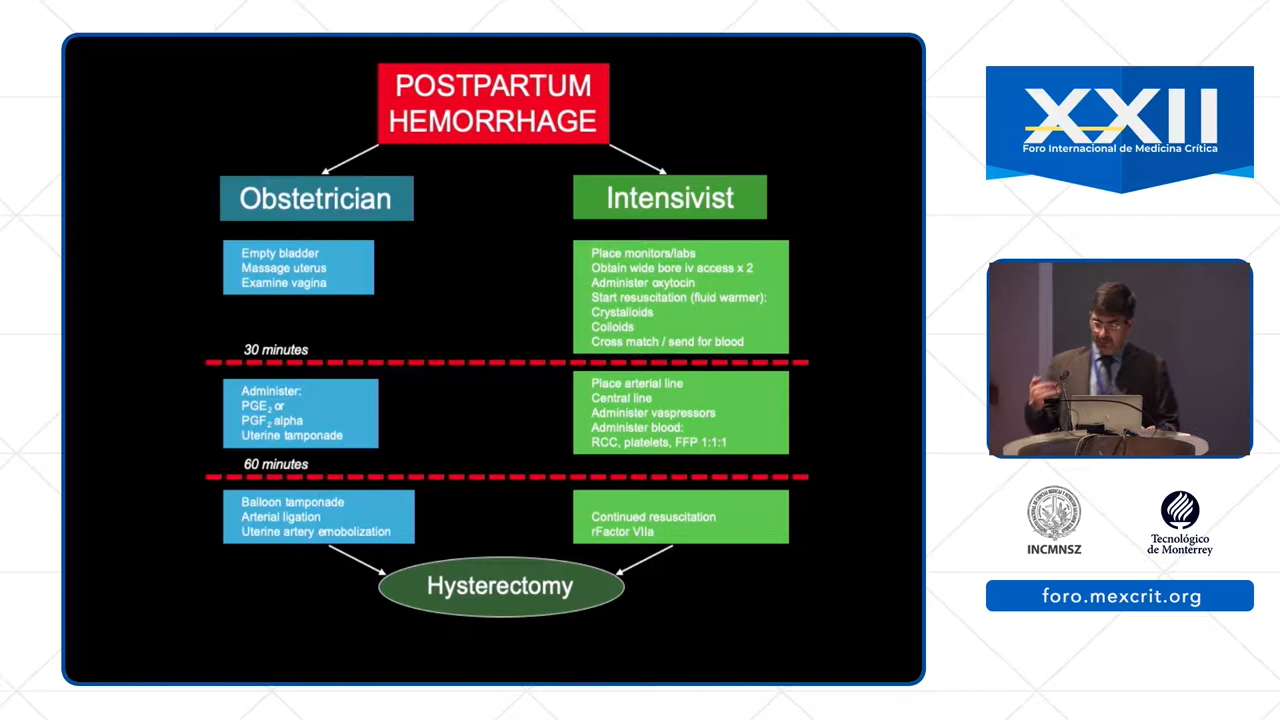 POSTPARTUM
HEMORRHAGE
Obstetrician
Intensivist
Empty bladder
Massage uterus
Examine vagina
Place monitors/labs
Obtain wide bore iv access x 2
Administer oxytocin
Start resuscitation (fluid warmer):
Crystalloids
Colloids
Cross match / send for blood
30 minutes
Administer:
PGE2 or
PGF2 alpha
Uterine tamponade
Place arterial line
Central line
Administer vaspressors
Administer blood:
RCC, platelets, FFP 1:1:1
60 minutes
Balloon tamponade
Arterial ligation
Uterine artery emobolization
Continued resuscitation
rFactor VIIa
Hysterectomy
XXII
Foro Internacional de Medicina Crítica
INCMNSZ
Tecnológico
de Monterrey
foro.mexcrit.org